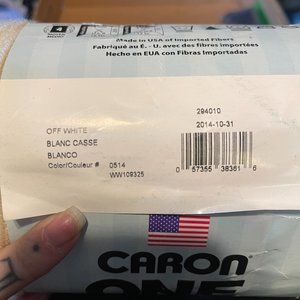 Made in USA of Imported Fibers
Fabriqué au É. - U. avec des fibres importées
Hecho en EUA con Fibras Importadas
294010
2014-10-31
OFF WHITE
BLANC CASSE
BLANCO
Color/Couleur # 0514
WW109325
0 57355 38361 6
CARON
ONE